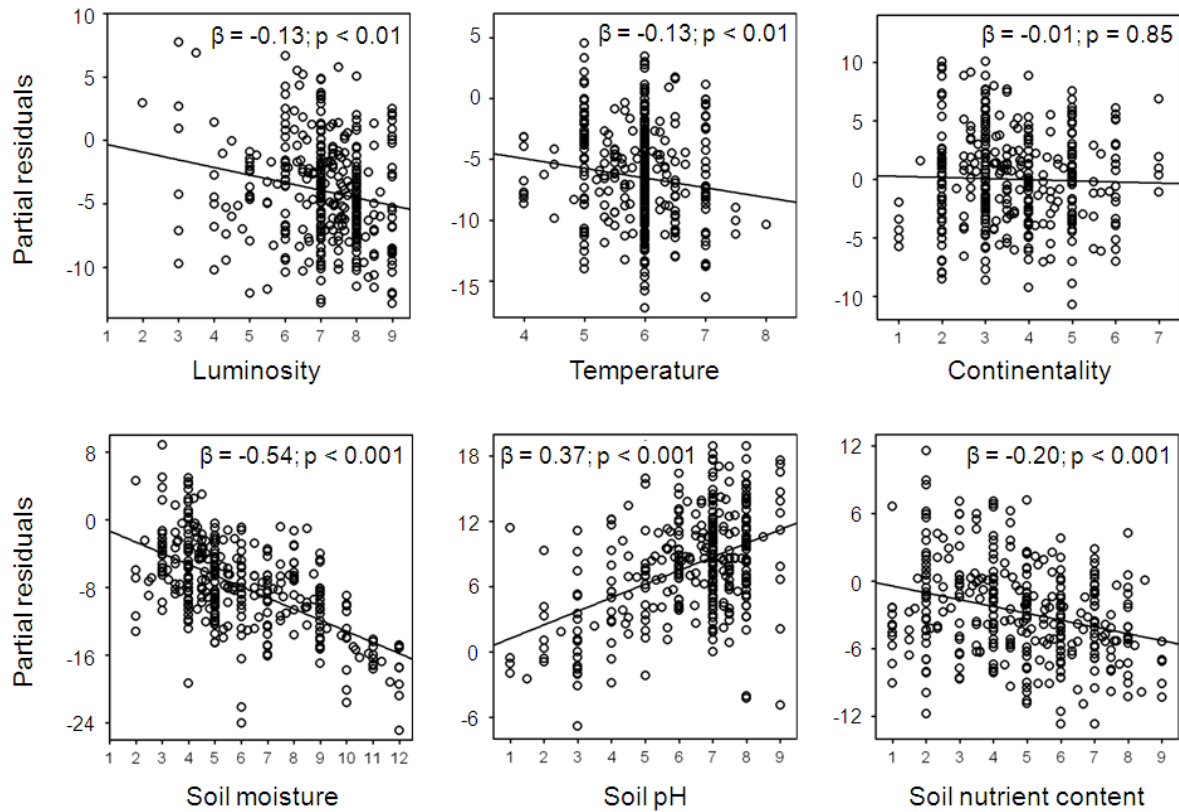 β = -0.13; p < 0.01
β = -0.13; p < 0.01
β = -0.01; p = 0.85
Partial residuals
10
5
0
-5
-10
5
0
-5
-10
-15
10
5
0
-5
-10
1 2 3 4 5 6 7 8 9
4 5 6 7 8
1 2 3 4 5 6 7
Luminosity
Temperature
Continentality
β = -0.54; p < 0.001
β = 0.37; p < 0.001
β = -0.20; p < 0.001
Partial residuals
8
0
-8
-16
-24
18
12
6
0
-6
12
6
0
-6
-12
1 2 3 4 5 6 7 8 9 10 11 12
1 2 3 4 5 6 7 8 9
1 2 3 4 5 6 7 8 9
Soil moisture
Soil pH
Soil nutrient content